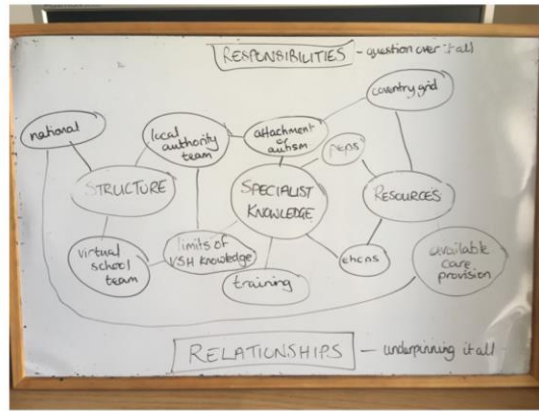 RESPONSIBILITIES - question over it all
country grid
national
local
authority
team
attachment
or
autism
peps
STRUCTURE
SPECIALIST
KNOWLEDGE
RESOURCES
virtual
school
team
limits of
VSH knowledge
training
ehcns
available
care
provision
RELATIONSHIPS - underpinning it all